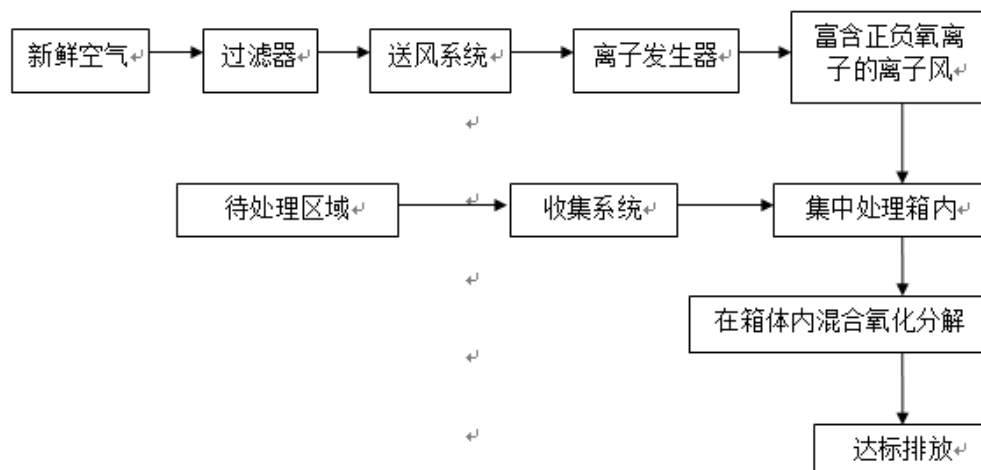 新鲜空气
过滤器
送风系统
离子发生器
富含正负氧离
子的离子风
待处理区域
收集系统
集中处理箱内
在箱体内混合氧化分解
达标排放